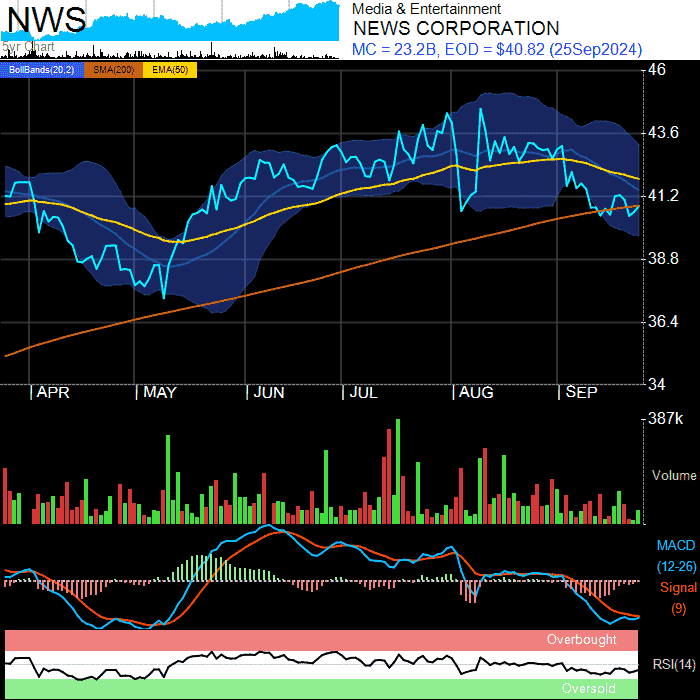 NWS
5yr Chart
Media & Entertainment
NEWS CORPORATION
MC = 23.2B, EOD = $40.82 (25Sep2024)
BollBands(20,2) SMA(200) EMA(50)
46
43.6
41.2
38.8
36.4
34
APR MAY JUN JUL AUG SEP
387k
Volume
MACD
(12-26)
Signal
(9)
Overbought
RSI(14)
Oversold